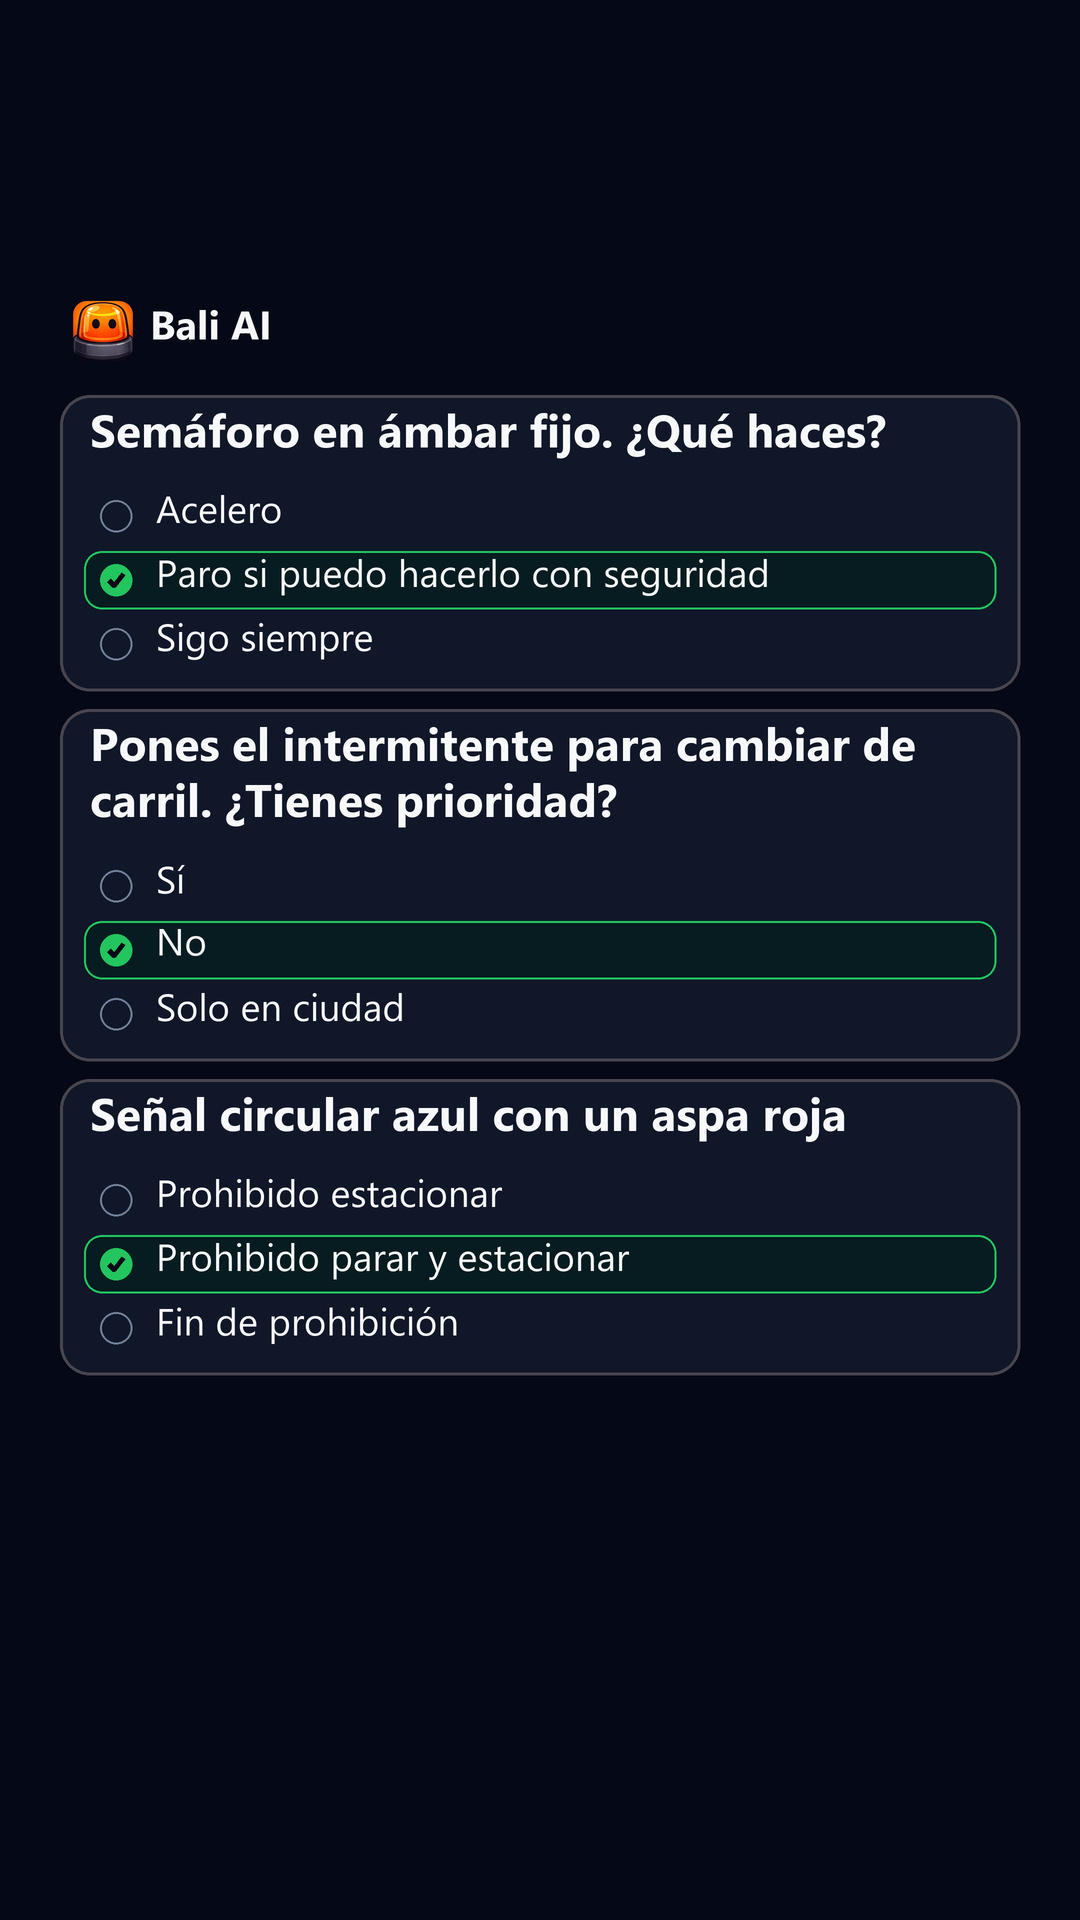 Bali AI
Semáforo en ámbar fijo. ¿Qué haces?
Acelero
Paro si puedo hacerlo con seguridad
Sigo siempre
Pones el intermitente para cambiar de
carril. ¿Tienes prioridad?
Sí
No
Solo en ciudad
Señal circular azul con un aspa roja
Prohibido estacionar
Prohibido parar y estacionar
Fin de prohibición